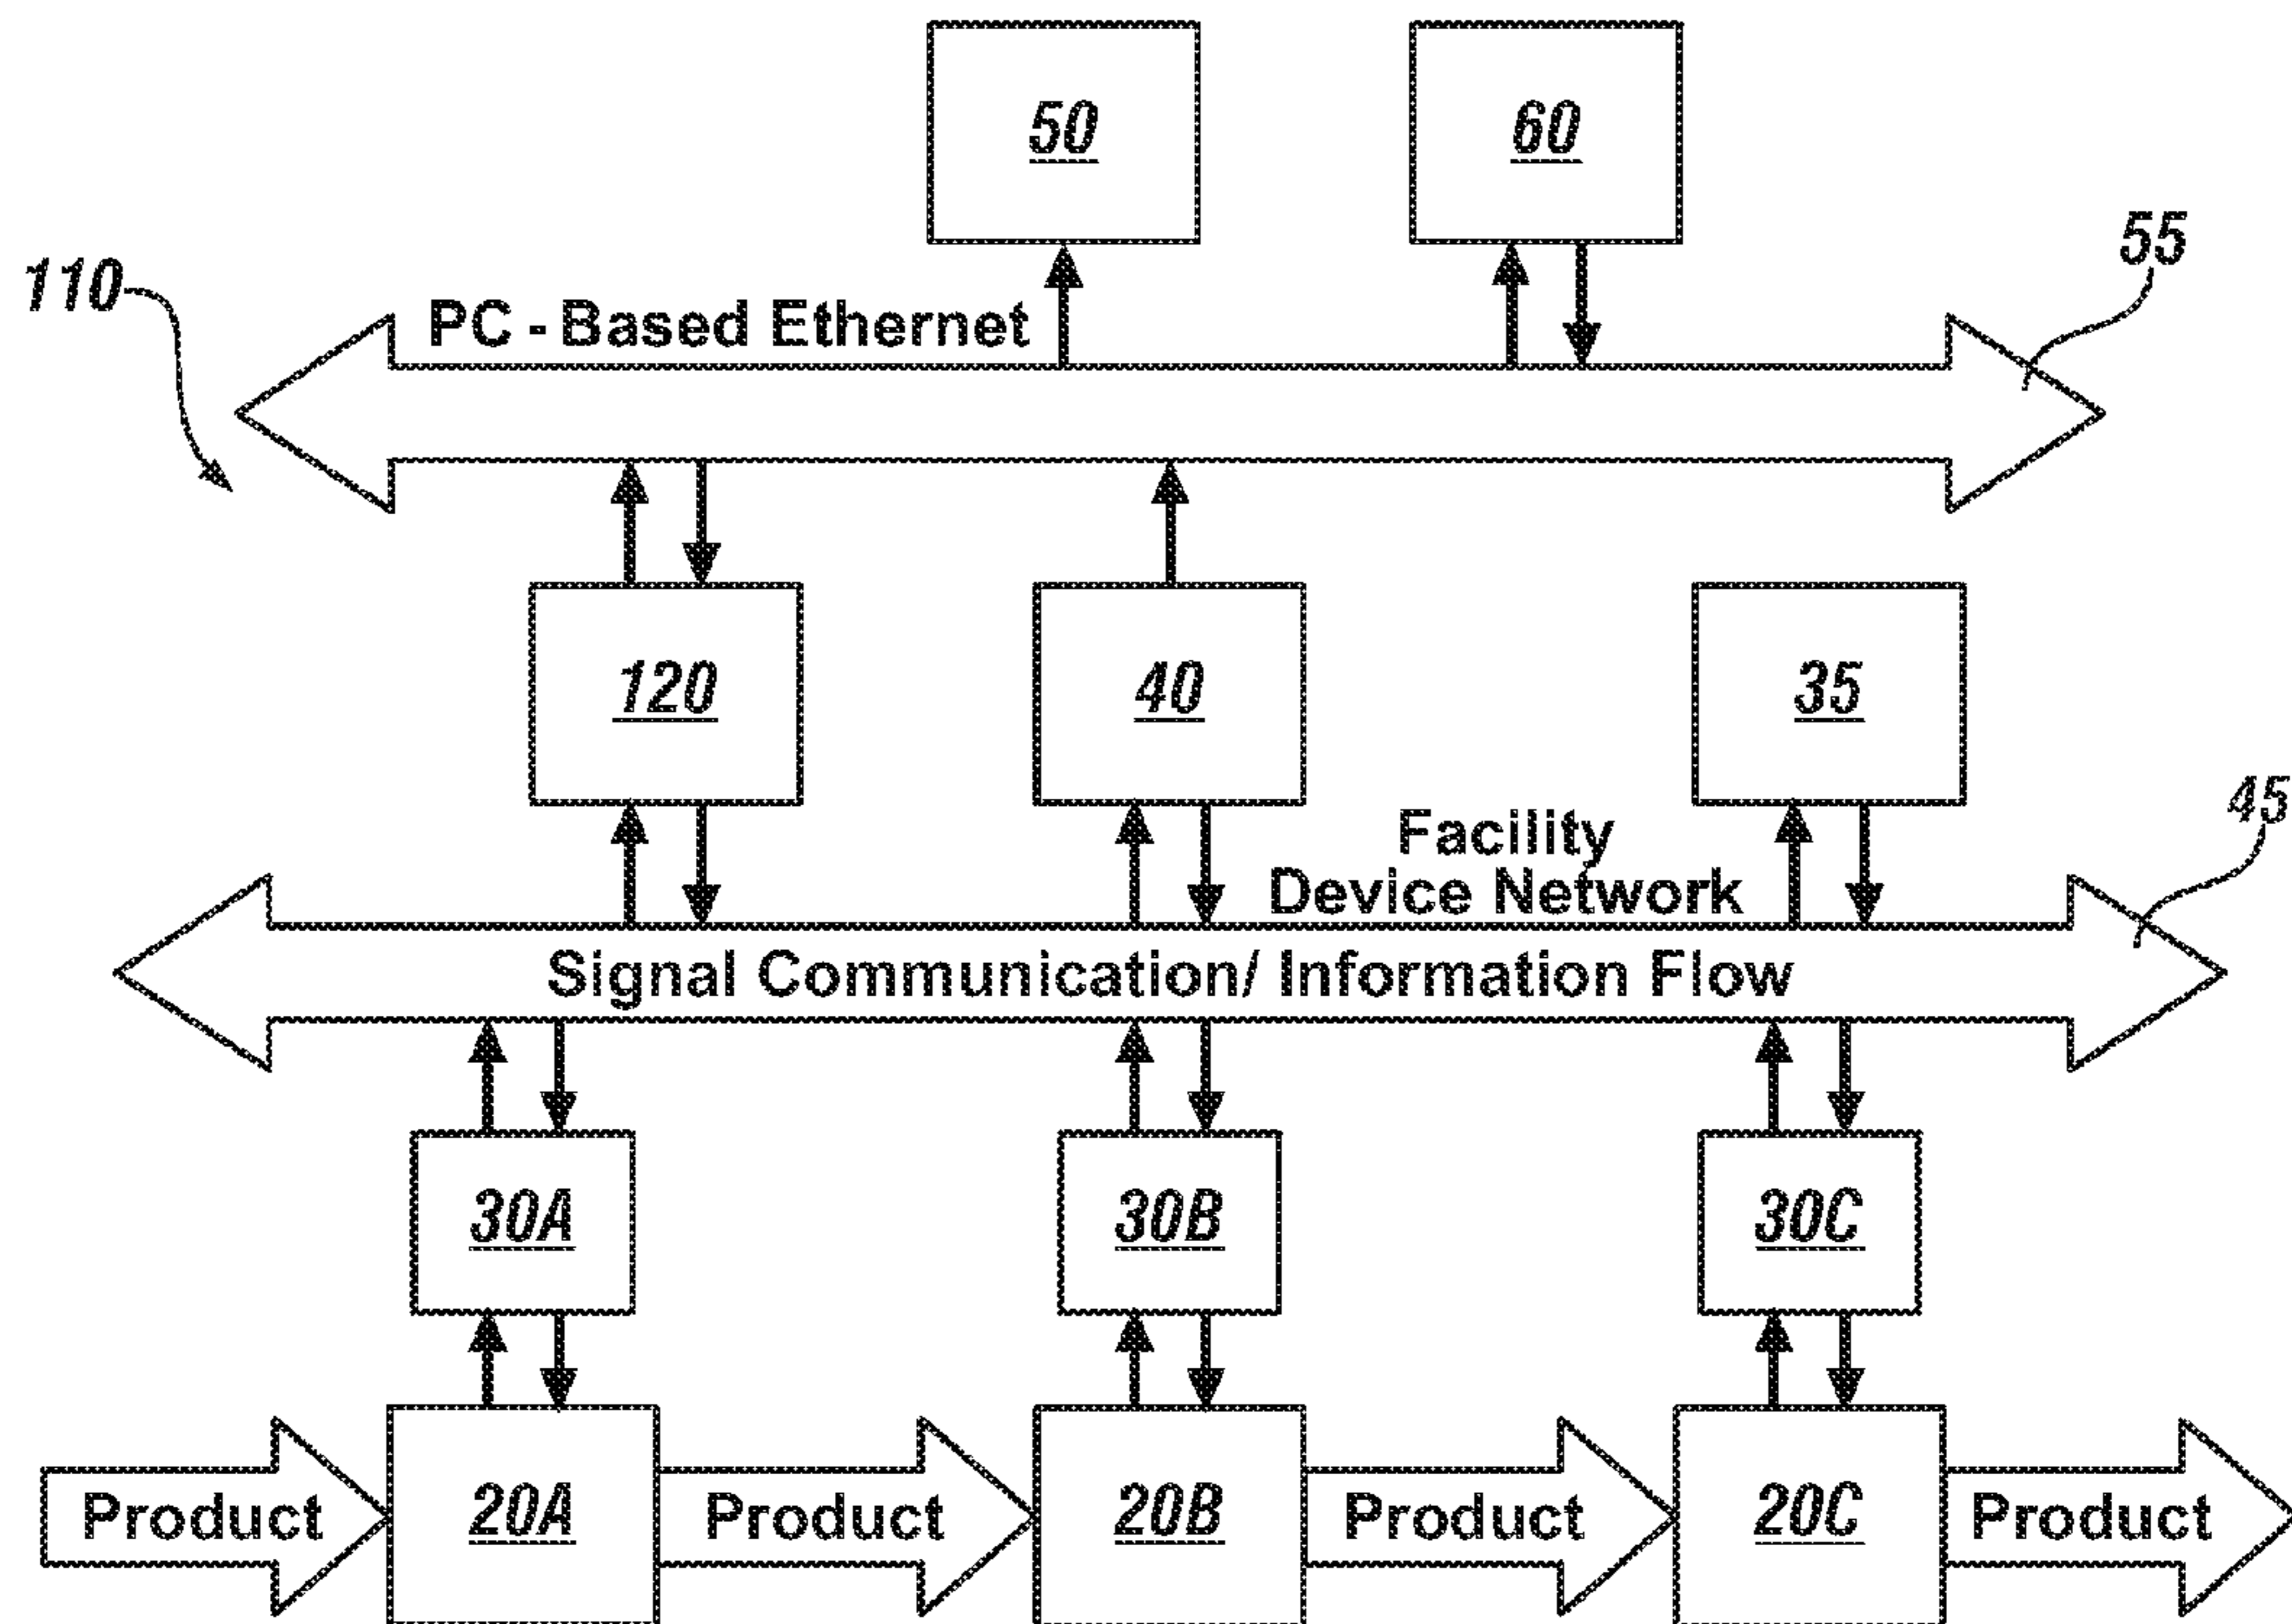 50
60
55
110
PC - Based Ethernet
120
40
35
45
Facility
Device Network
Signal Communication/ Information Flow
30A
30B
30C
Product
20A
Product
20B
Product
20C
Product